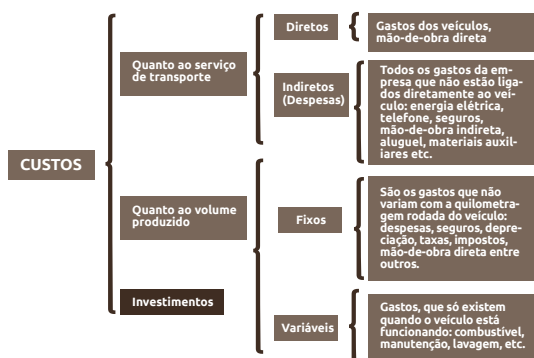 CUSTOS
Quanto ao serviço
de transporte
Diretos
Gastos dos veículos,
mão-de-obra direta
Indiretos
(Despesas)
Todos os gastos da em-
presa que não estão liga-
dos diretamente ao veí-
culo: energia elétrica,
telefone, seguros,
mão-de-obra indireta,
aluguel, materiais auxil-
iares etc.
Quanto ao volume
produzido
Fixos
São os gastos que não
variam com a quilometra-
gem rodada do veículo:
despesas, seguros, depre-
ciação, taxas, impostos,
mão-de-obra direta entre
outros.
Variáveis
Gastos, que só existem
quando o veículo está
funcionando: combustível,
manutenção, lavagem, etc.
Investimentos